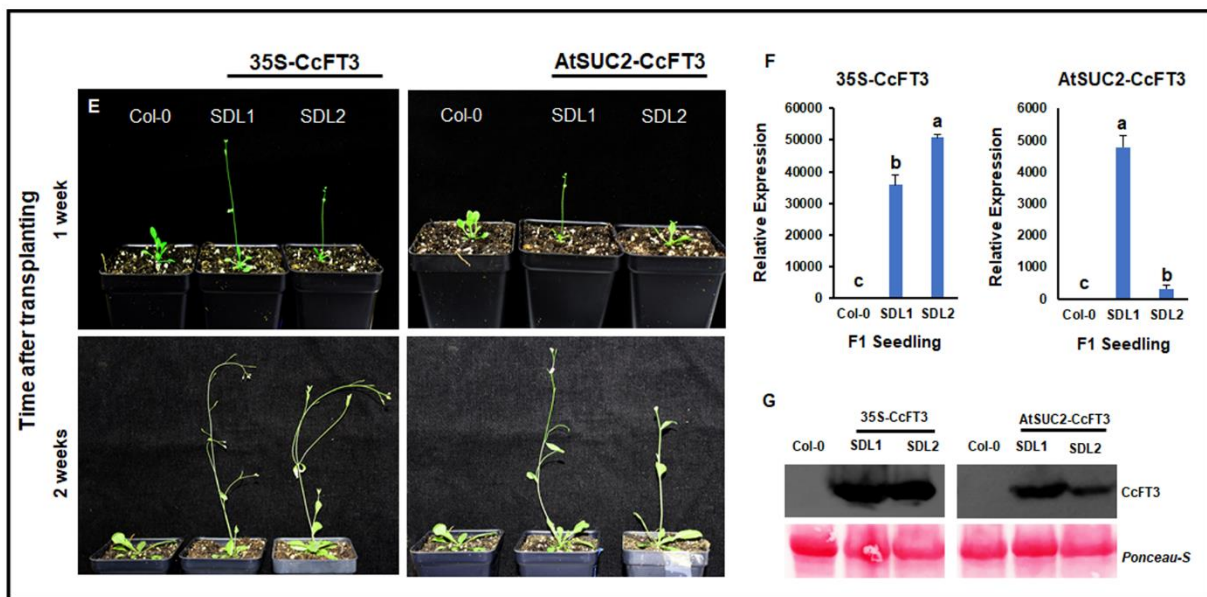 35S-CcFT3
AtSUC2-CcFT3
E
Col-0 SDL1 SDL2
Col-0 SDL1 SDL2
Time after transplanting
1 week
2 weeks
F
35S-CcFT3
Relative Expression
60000
50000
40000
30000
20000
10000
0
c b a
Col-0 SDL1 SDL2
AtSUC2-CcFT3
Relative Expression
6000
5000
4000
3000
2000
1000
0
c a b
Col-0 SDL1 SDL2
F1 Seedling
F1 Seedling
G
35S-CcFT3
AtSUC2-CcFT3
Col-0 SDL1 SDL2
Col-0 SDL1 SDL2
CcFT3
Ponceau-S